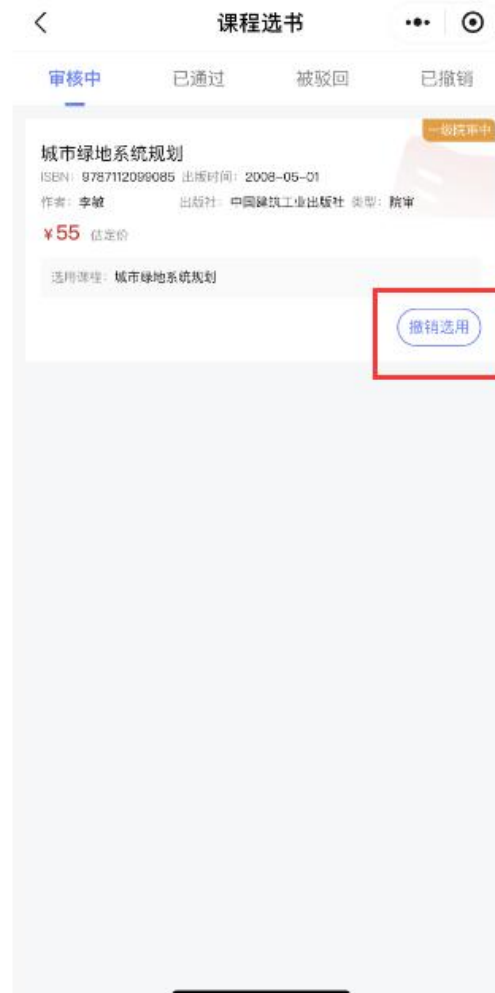 课程选书
审核中 已通过 被驳回 已撤销
一级院审中
城市绿地系统规划
ISBN: 9787112099085 出版时间: 2008-05-01
作者: 李敏 出版社: 中国建筑工业出版社 类型: 院审
¥55 估定价
选用课程: 城市绿地系统规划
撤销选用